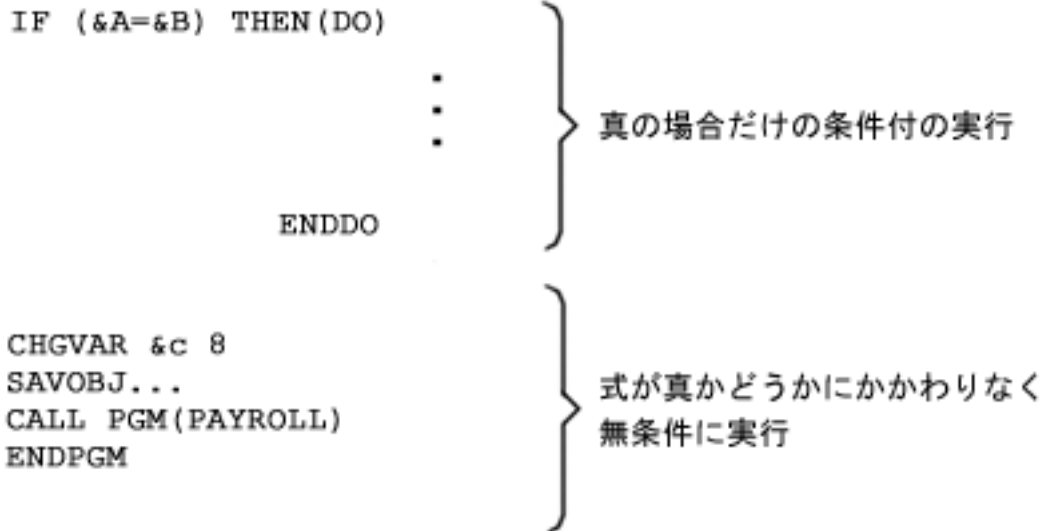 IF (&A=&B) THEN(DO)
.
.
.
真の場合だけの条件付の実行
ENDDO
CHGVAR &c 8
SAVOBJ...
CALL PGM(PAYROLL)
ENDPGM
式が真かどうかにかかわりなく
無条件に実行